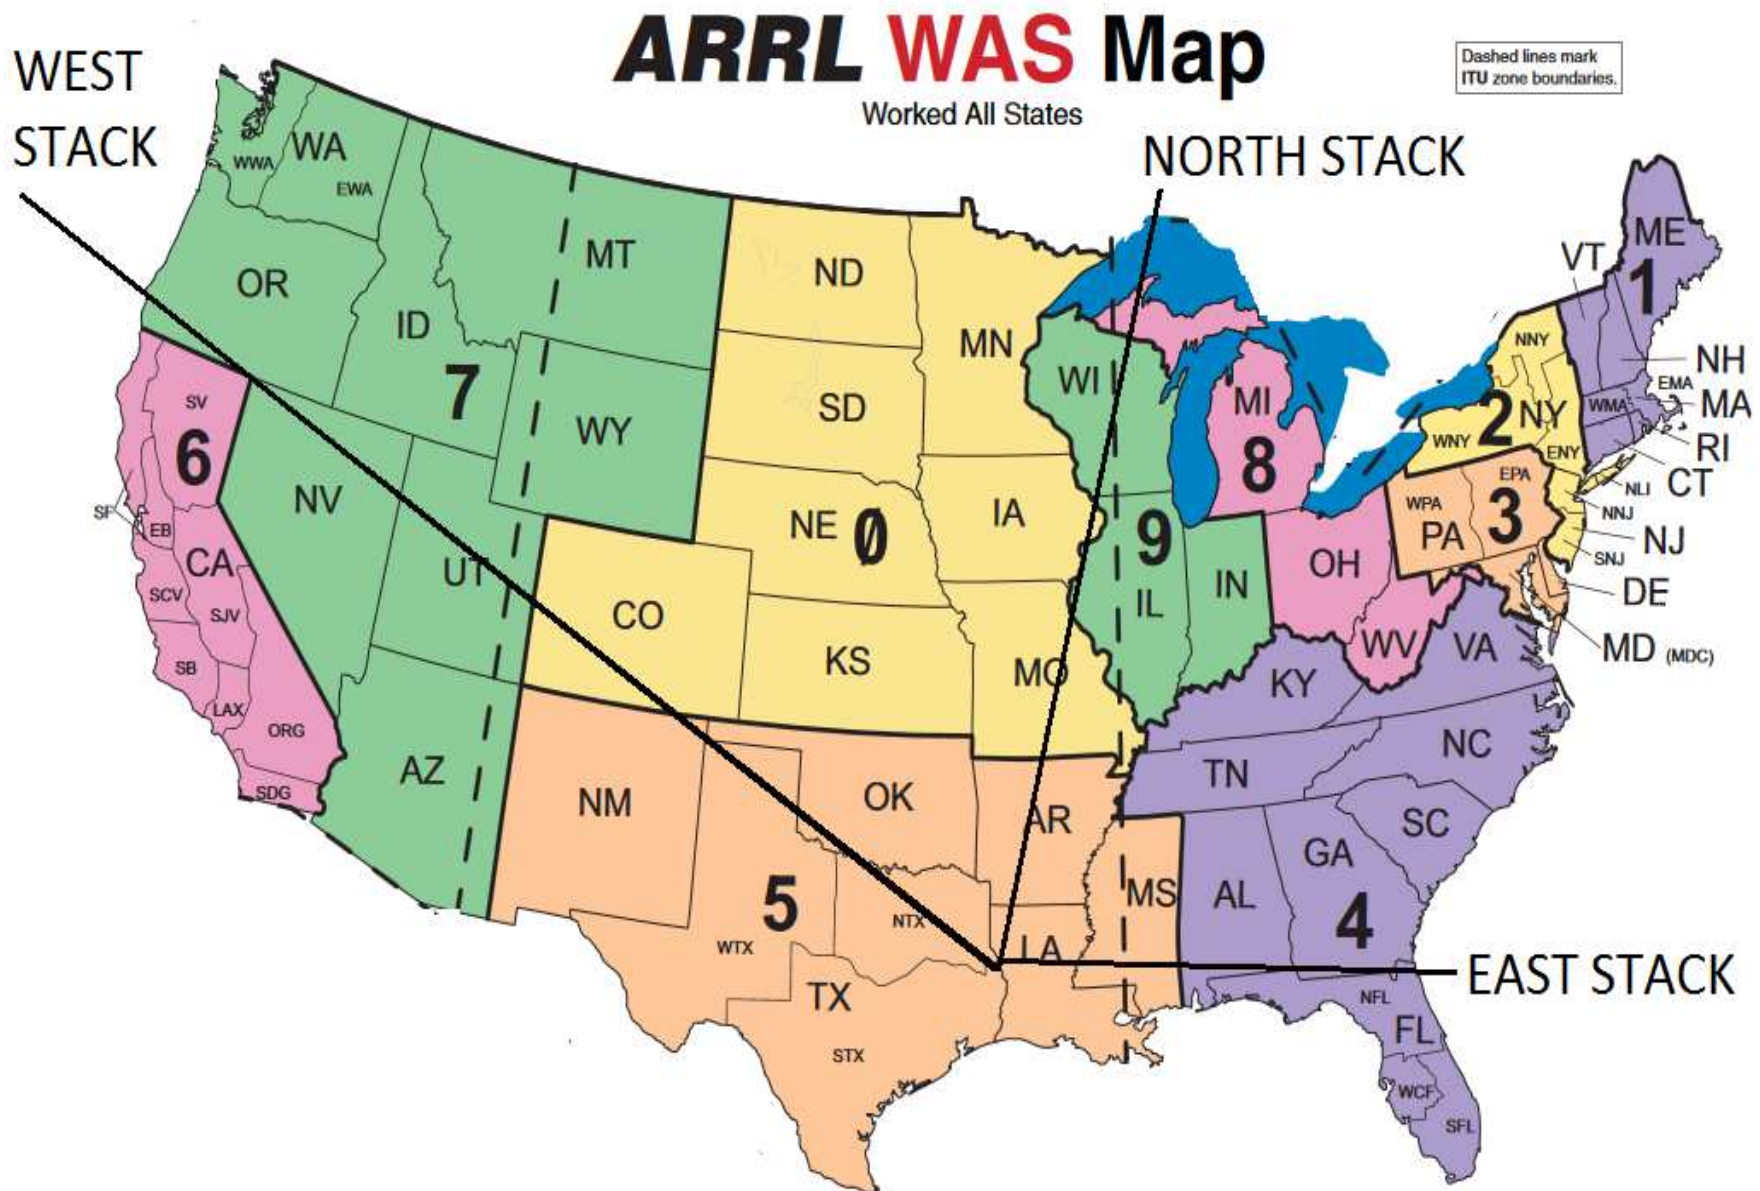 ARRL WAS Map
Worked All States
Dashed lines mark
ITU zone boundaries.
WEST
STACK
NORTH STACK
EAST STACK
WA
WWA
EWA
OR
ID
MT
7
WY
NV
UT
AZ
6
SV
SF
EB
CA
SCV
SJV
SB
LAX
ORG
SDG
ND
MN
SD
NE
Ø
IA
CO
KS
MO
NM
OK
AR
5
NTX
WTX
TX
STX
LA
MS
WI
9
IL
IN
MI
8
OH
WV
KY
VA
TN
NC
SC
GA
AL
4
NFL
FL
WCF
SFL
ME
1
VT
NH
EMA
MA
WMA
RI
CT
NNY
2
NY
WNY
ENY
NLI
NNJ
NJ
SNJ
EPA
WPA
3
PA
DE
MD (MDC)